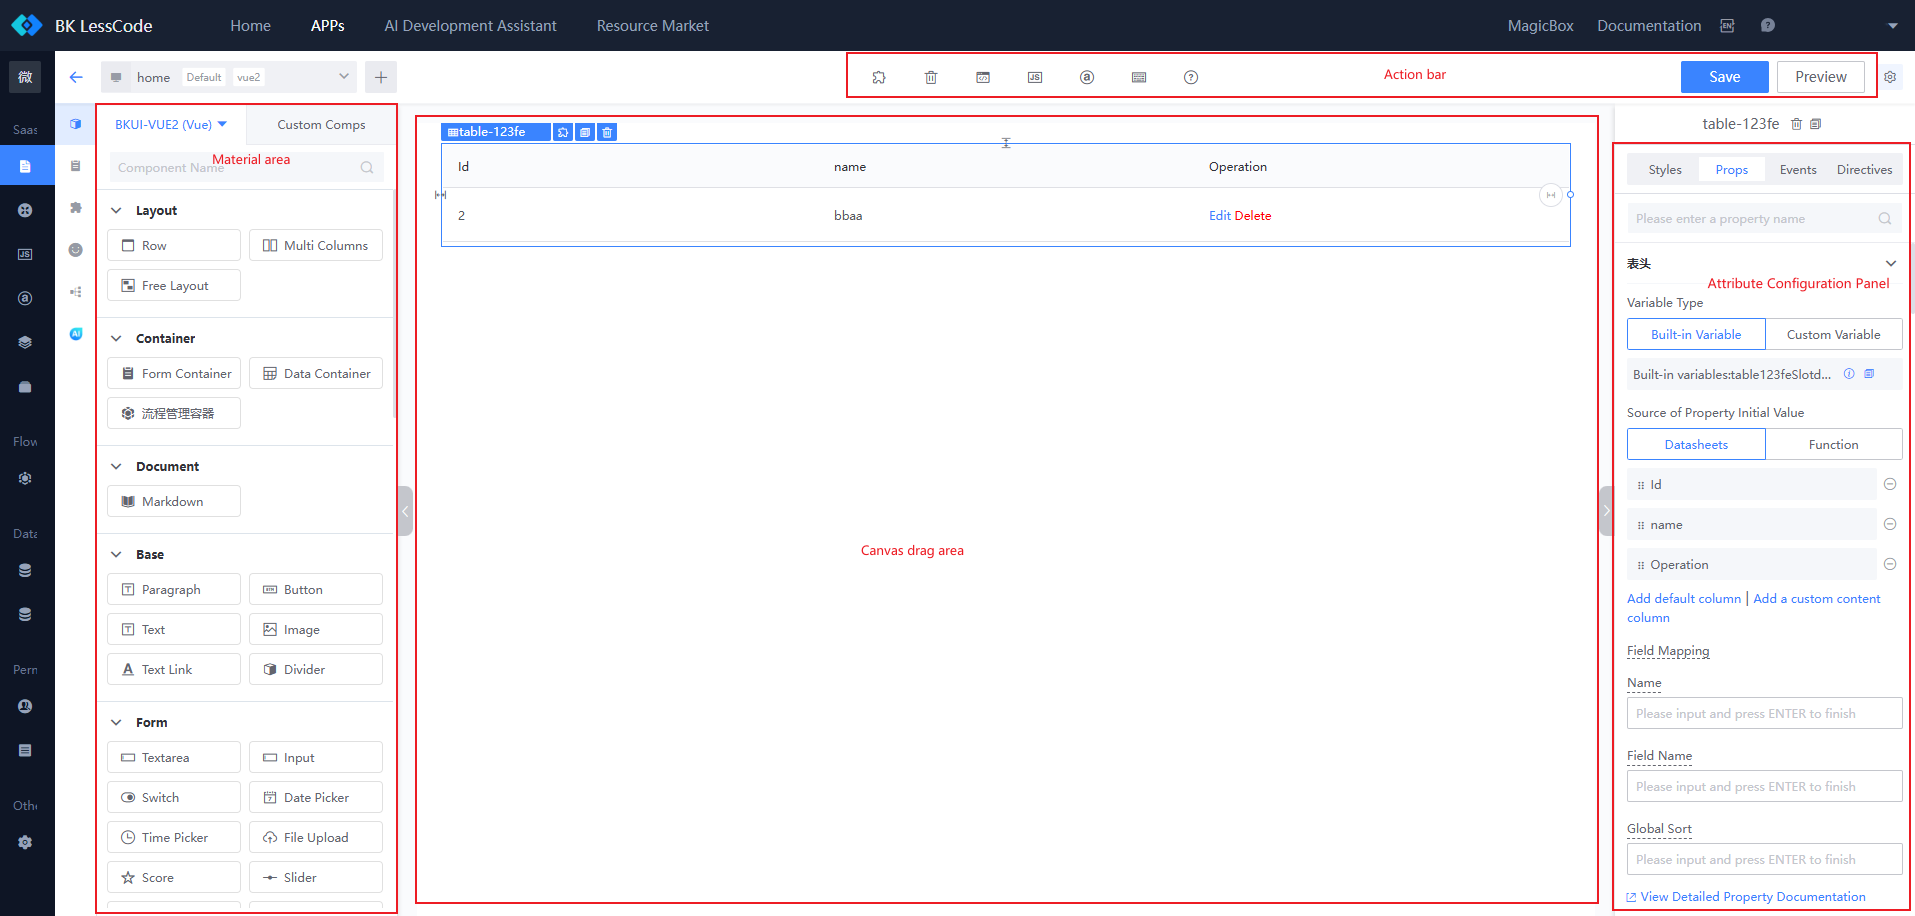 BK LessCode
Home
APPs
AI Development Assistant
Resource Market
MagicBox
Documentation
EN
?
微
home
Default
vue2
JS
a
?
Action bar
Save
Preview
Saas
JS
a
Flow
Data
Perm
Othe
AI
BKUI-VUE2 (Vue)
Custom Comps
Component Name
Material area
Layout
Row
Multi Columns
Free Layout
Container
Form Container
Data Container
流程管理容器
Document
Markdown
Base
Paragraph
Button
Text
Image
Text Link
Divider
Form
Textarea
Input
Switch
Date Picker
Time Picker
File Upload
Score
Slider
table-123fe
Id
name
Operation
2
bbaa
Edit Delete
Canvas drag area
table-123fe
Styles
Props
Events
Directives
Please enter a property name
表头
Attribute Configuration Panel
Variable Type
Built-in Variable
Custom Variable
Built-in variables:table123feSlotd...
Source of Property Initial Value
Datasheets
Function
Id
name
Operation
Add default column | Add a custom content
column
Field Mapping
Name
Please input and press ENTER to finish
Field Name
Please input and press ENTER to finish
Global Sort
Please input and press ENTER to finish
View Detailed Property Documentation